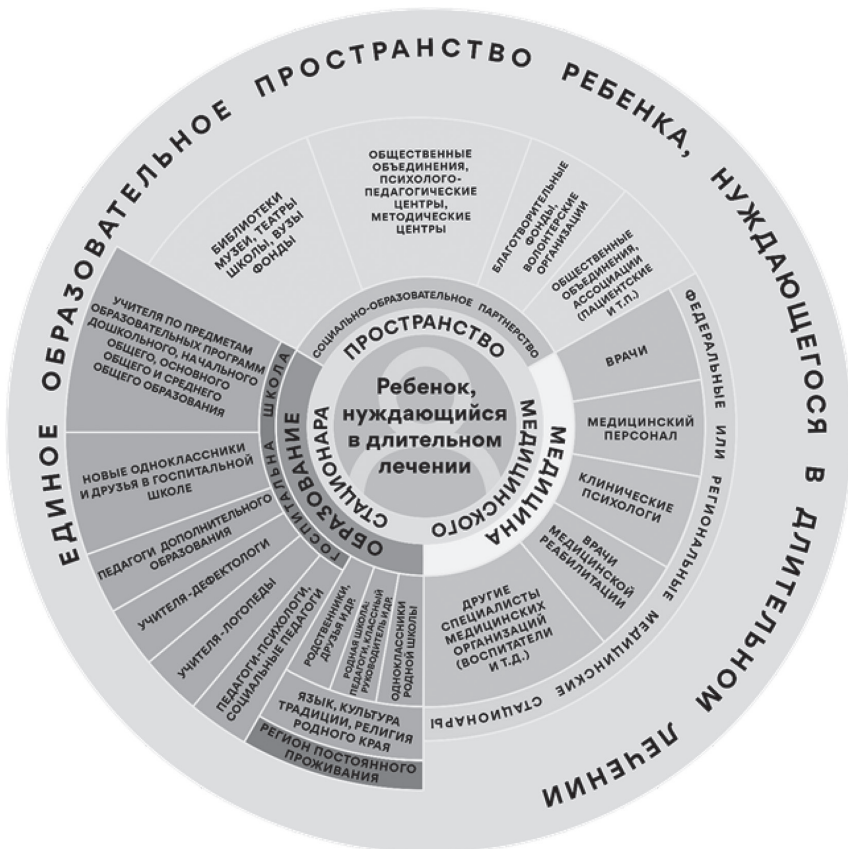 ЕДИНОЕ ОБРАЗОВАТЕЛЬНОЕ ПРОСТРАНСТВО РЕБЕНКА, НУЖДАЮЩЕГОСЯ В ДЛИТЕЛЬНОМ ЛЕЧЕНИИ
БИБЛИОТЕКИ
МУЗЕИ, ТЕАТРЫ
ШКОЛЫ, ВУЗЫ
ФОНДЫ
ОБЩЕСТВЕННЫЕ
ОБЪЕДИНЕНИЯ,
ПСИХОЛОГО-
ПЕДАГОГИЧЕСКИЕ
ЦЕНТРЫ,
МЕТОДИЧЕСКИЕ
ЦЕНТРЫ
БЛАГОТВОРИТЕЛЬНЫЕ
ФОНДЫ,
ВОЛОНТЕРСКИЕ
ОРГАНИЗАЦИИ
ОБЩЕСТВЕННЫЕ
ОБЪЕДИНЕНИЯ,
АССОЦИАЦИИ
(ПАЦИЕНТСКИЕ
И Т.П.)
СОЦИАЛЬНО-ОБРАЗОВАТЕЛЬНОЕ ПАРТНЕРСТВО
ПРОСТРАНСТВО
МЕДИЦИНСКОГО
СТАЦИОНАРА
Ребенок,
нуждающийся
в длительном
лечении
МЕДИЦИНА
ФЕДЕРАЛЬНЫЕ ИЛИ РЕГИОНАЛЬНЫЕ МЕДИЦИНСКИЕ СТАЦИОНАРЫ
ВРАЧИ
МЕДИЦИНСКИЙ
ПЕРСОНАЛ
КЛИНИЧЕСКИЕ
ПСИХОЛОГИ
ВРАЧИ
МЕДИЦИНСКОЙ
РЕАБИЛИТАЦИИ
ДРУГИЕ
СПЕЦИАЛИСТЫ
МЕДИЦИНСКИХ
ОРГАНИЗАЦИЙ
(ВОСПИТАТЕЛИ
И Т.Д.)
ОБРАЗОВАНИЕ
ГОСПИТАЛЬНА ШКОЛА
УЧИТЕЛЯ ПО ПРЕДМЕТАМ
ОБРАЗОВАТЕЛЬНЫХ ПРОГРАММ
ДОШКОЛЬНОГО, НАЧАЛЬНОГО
ОБЩЕГО, ОСНОВНОГО
ОБЩЕГО И СРЕДНЕГО
ОБЩЕГО ОБРАЗОВАНИЯ
НОВЫЕ ОДНОКЛАССНИКИ
И ДРУЗЬЯ В ГОСПИТАЛЬНОЙ
ШКОЛЕ
ПЕДАГОГИ ДОПОЛНИТЕЛЬНОГО
ОБРАЗОВАНИЯ
УЧИТЕЛЯ-ДЕФЕКТОЛОГИ
УЧИТЕЛЯ-ЛОГОПЕДЫ
ПЕДАГОГИ-ПСИХОЛОГИ,
СОЦИАЛЬНЫЕ ПЕДАГОГИ
РОДСТВЕННИКИ,
ДРУЗЬЯ И ДР.
РОДНАЯ ШКОЛА:
ПЕДАГОГИ, КЛАССНЫЙ
РУКОВОДИТЕЛЬ И ДР.
ОДНОКЛАССНИКИ
РОДНОЙ ШКОЛЫ
ЯЗЫК, КУЛЬТУРА
ТРАДИЦИИ, РЕЛИГИЯ
РОДНОГО КРАЯ
РЕГИОН ПОСТОЯННОГО
ПРОЖИВАНИЯ